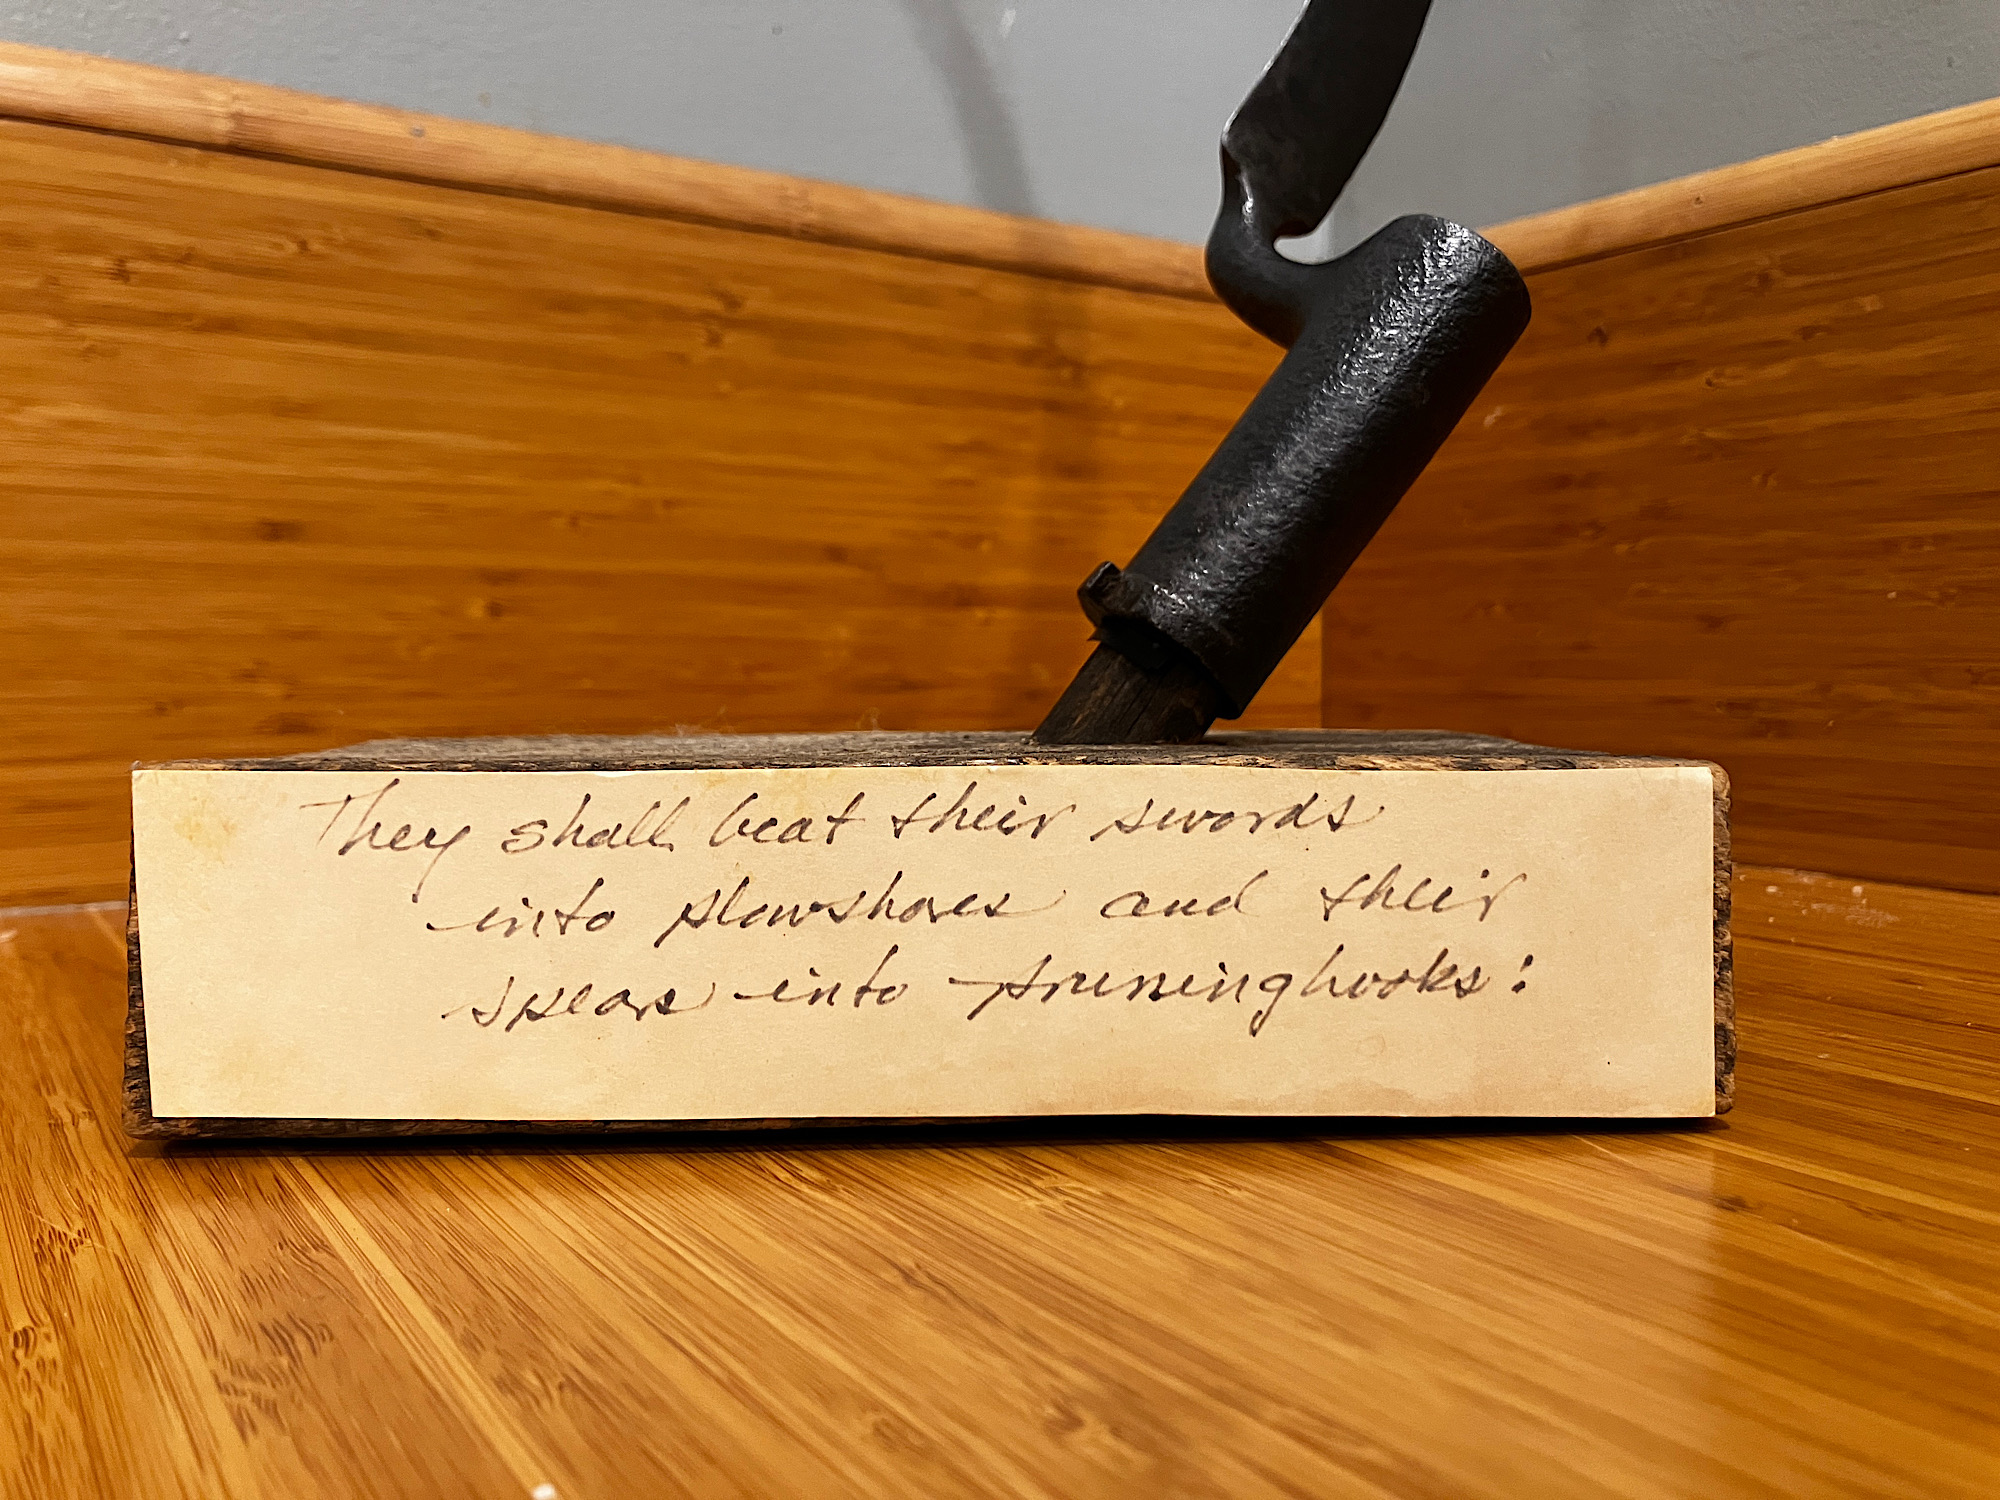 They shall beat their swords
into plowshares and their
spears into pruninghooks: